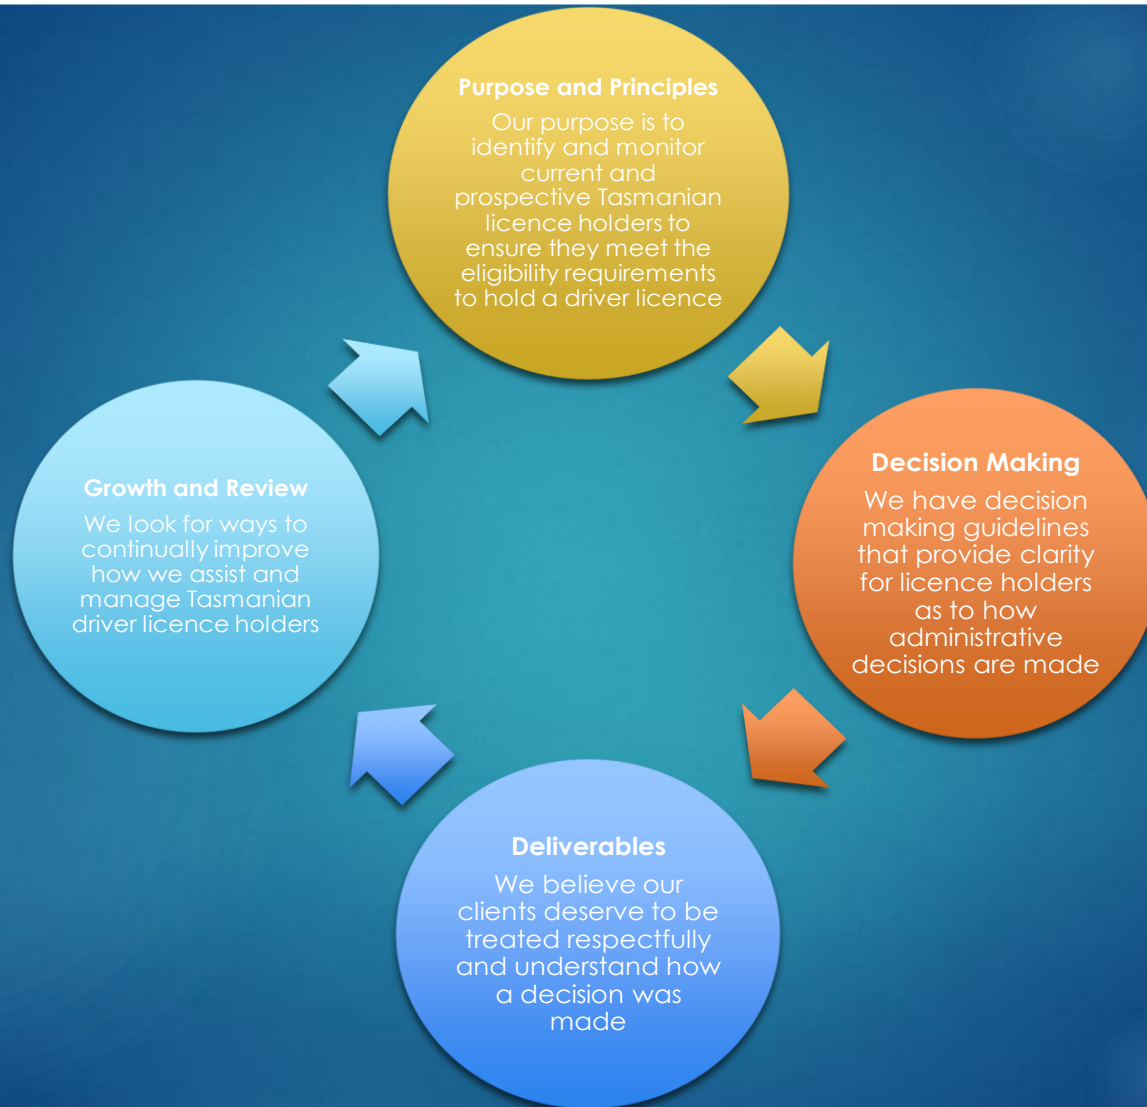 Purpose and Principles
Our purpose is to
identify and monitor
current and
prospective Tasmanian
licence holders to
ensure they meet the
eligibility requirements
to hold a driver licence
Decision Making
We have decision
making guidelines
that provide clarity
for licence holders
as to how
administrative
decisions are made
Deliverables
We believe our
clients deserve to be
treated respectfully
and understand how
a decision was
made
Growth and Review
We look for ways to
continually improve
how we assist and
manage Tasmanian
driver licence holders